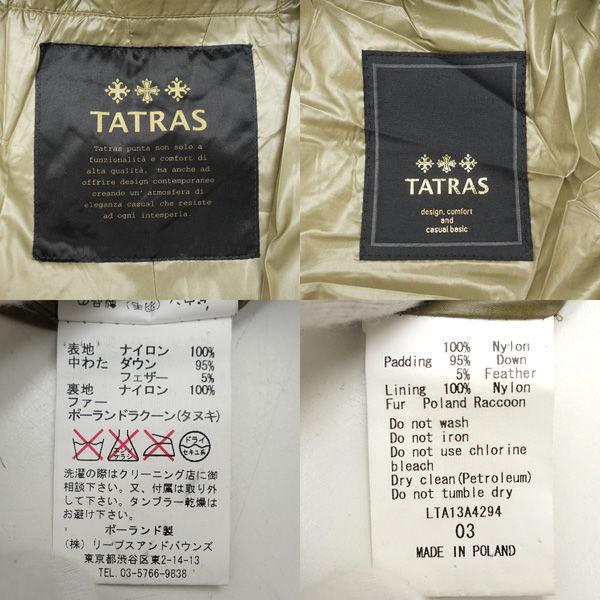 TATRAS
Tatras punta non solo a
funzionalità e comfort di
alta qualità. ma anche ad
offrire design contemporaneo
creando un'atmosfera di
eleganza casual che resiste
ad ogni intemperia.
TATRAS
design, comfort
and
casual basic
表地 ナイロン 100%
中わた ダウン 95%
フェザー 5%
裏地 ナイロン 100%
ファー
ポーランドラクーン(タヌキ)
エンソ
サラシ
ドライ
セキユ系
洗濯の際はクリーニング店に御
相談下さい。又、付属は取り外
して下さい。タンブラー乾燥は
お避け下さい。
ポーランド製
(株) リーブスアンドバウンズ
東京都渋谷区東2-14-13
TEL. 03-5766-9838
100% Nylon
Padding 95% Down
5% Feather
Lining 100% Nylon
Fur Poland Raccoon
Do not wash
Do not iron
Do not use chlorine
bleach
Dry clean(Petroleum)
Do not tumble dry
LTA13A4294
03
MADE IN POLAND